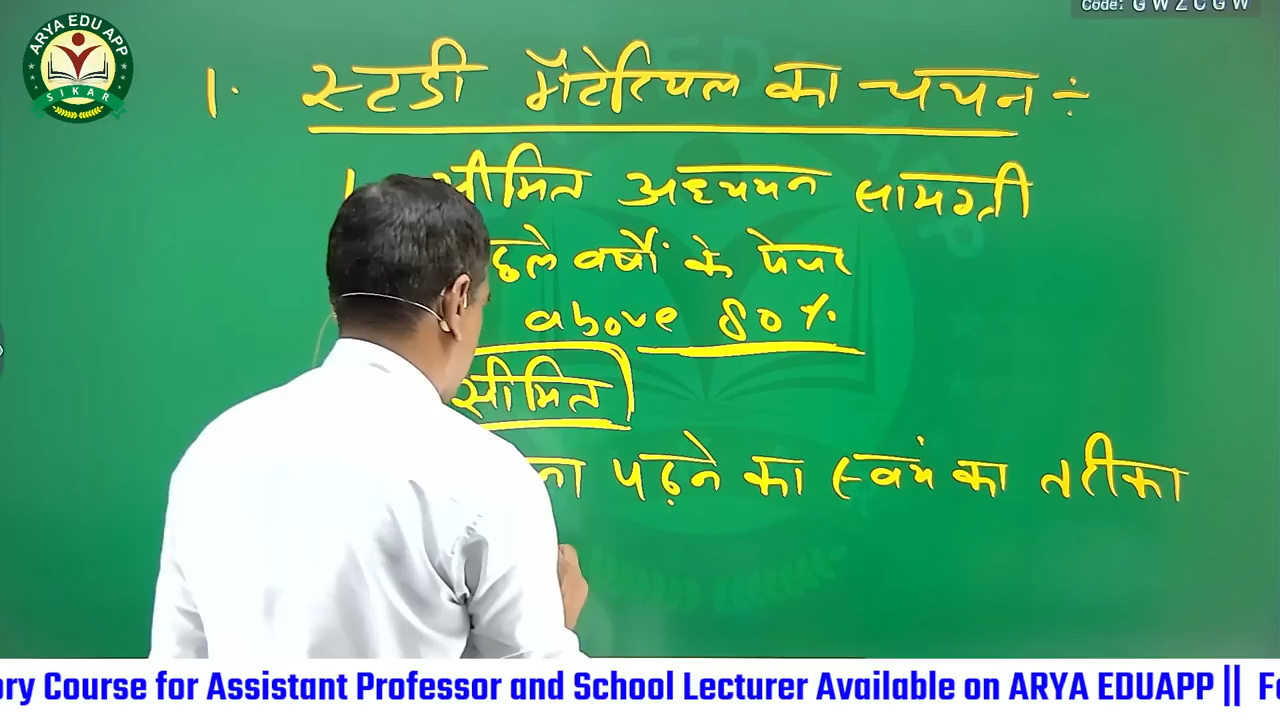 Code: G W Z C G W
ARYA EDU APP
SIKAR
1. स्टडी मॅटेरियल का चयन ÷
सीमित अध्ययन सामग्री
छले वर्षों के पेपर
above 80%
सीमित
पढ़ने का स्वयं का तरीका
ory Course for Assistant Professor and School Lecturer Available on ARYA EDUAPP || Fo